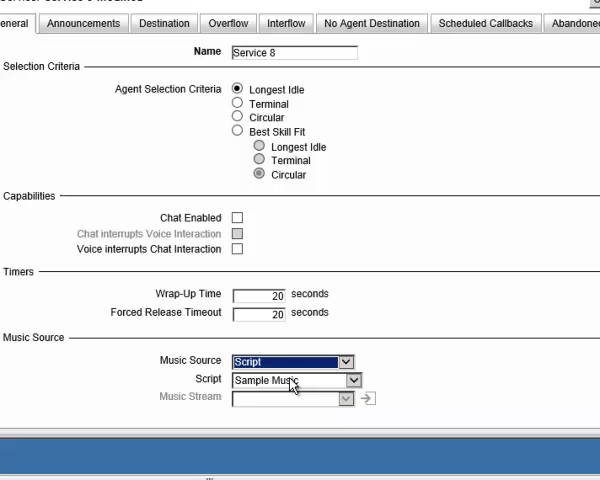 eneral Announcements Destination Overflow Interflow No Agent Destination Scheduled Callbacks Abandone
Name Service 8
Selection Criteria
Agent Selection Criteria Longest Idle
Terminal
Circular
Best Skill Fit
Longest Idle
Terminal
Circular
Capabilities
Chat Enabled
Chat interrupts Voice Interaction
Voice interrupts Chat Interaction
Timers
Wrap-Up Time 20 seconds
Forced Release Timeout 20 seconds
Music Source
Music Source Script
Script Sample Music
Music Stream